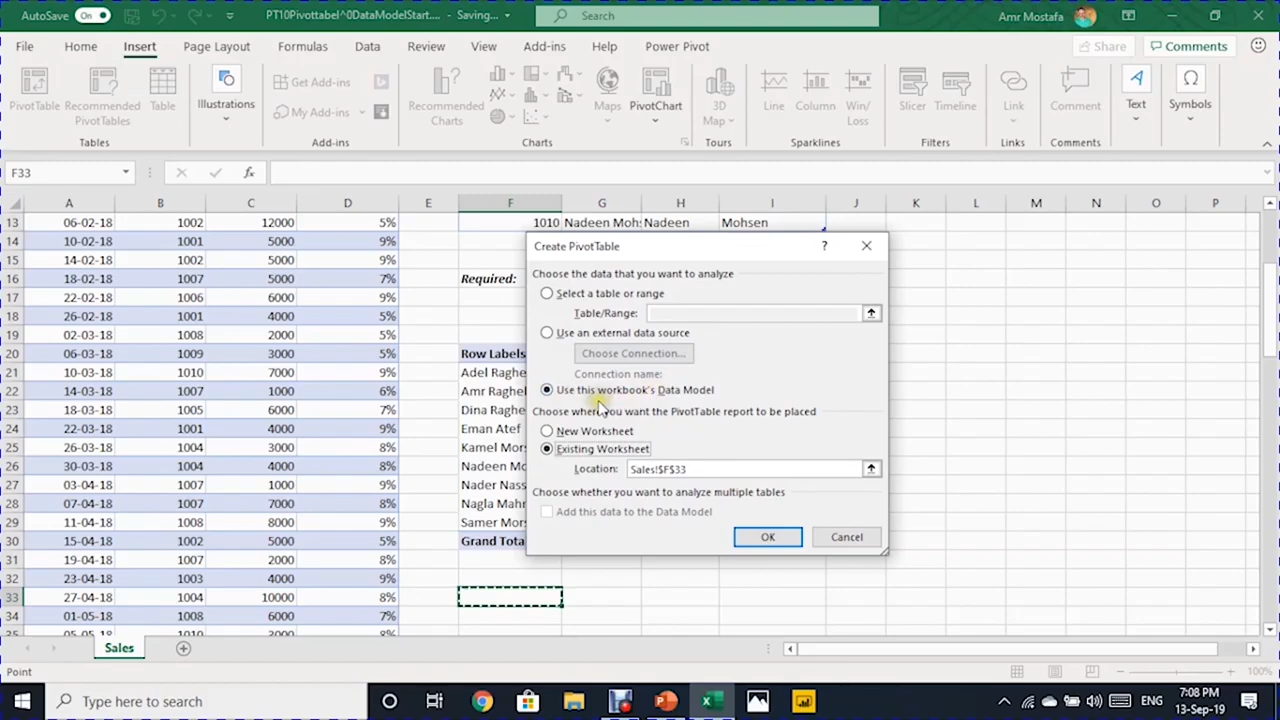 AutoSave On PT10Pivottabel^0DataModelStart.... - Saving... Search Amr Mostafa
File Home Insert Page Layout Formulas Data Review View Add-ins Help Power Pivot Share Comments
PivotTable Recommended PivotTables Table Illustrations Get Add-ins My Add-ins Recommended Charts Maps PivotChart 3D Map Line Column Win/Loss Slicer Timeline Link Comment Text Symbols
Tables Add-ins Charts Tours Sparklines Filters Links Comments
F33 fx
A B C D E F G H I J K L M N O P
13 06-02-18 1002 12000 5% 1010 Nadeen Mohs Nadeen Mohsen
14 10-02-18 1001 5000 9%
15 14-02-18 1002 5000 9%
16 18-02-18 1007 5000 7% Required:
17 22-02-18 1006 6000 9%
18 26-02-18 1001 4000 5%
19 02-03-18 1008 2000 5%
20 06-03-18 1009 3000 5% Row Labels
21 10-03-18 1010 7000 9% Adel Raghe
22 14-03-18 1007 1000 6% Amr Raghel
23 18-03-18 1005 6000 7% Dina Raghe
24 22-03-18 1001 4000 9% Eman Atef
25 26-03-18 1004 3000 8% Kamel Mors
26 30-03-18 1004 4000 8% Nadeen Mo
27 03-04-18 1007 1000 9% Nader Nass
28 07-04-18 1007 7000 8% Nagla Mahr
29 11-04-18 1008 8000 9% Samer Mors
30 15-04-18 1002 5000 5% Grand Tota
31 19-04-18 1007 2000 8%
32 23-04-18 1003 4000 9%
33 27-04-18 1004 10000 8%
34 01-05-18 1008 6000 7%
35 05-05-18 1010 3000 8%
Create PivotTable ?
Choose the data that you want to analyze
Select a table or range
Table/Range:
Use an external data source
Choose Connection...
Connection name:
Use this workbook's Data Model
Choose where you want the PivotTable report to be placed
New Worksheet
Existing Worksheet
Location: Sales!$F$33
Choose whether you want to analyze multiple tables
Add this data to the Data Model
OK Cancel
Sales
Point 100%
Type here to search ENG 7:08 PM
13-Sep-19